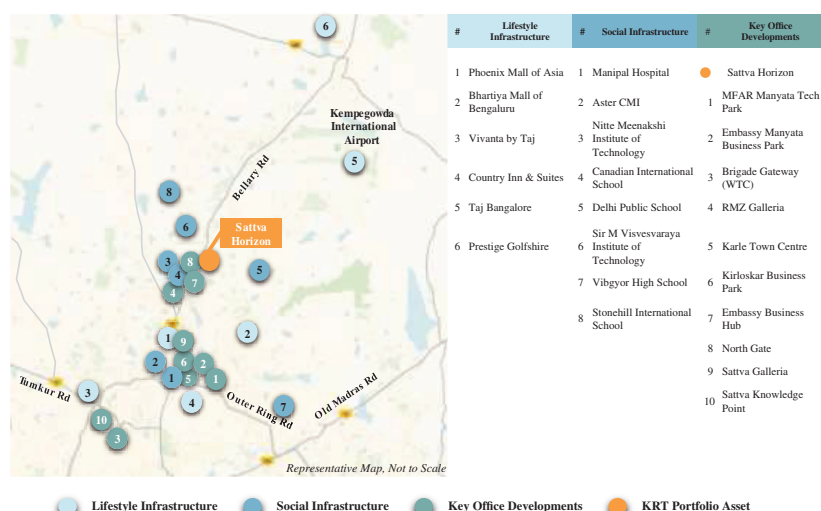 6
Kempegowda
International
Airport
5
Bellary Rd
8
6
Sattva
Horizon
3
8
4
7
5
4
1
9
2
2
6
2
1
5
1
3
4
7
Tumkur Rd
Outer Ring Rd
Old Madras Rd
10
3
Representative Map, Not to Scale
# Lifestyle Infrastructure
1 Phoenix Mall of Asia
2 Bhartiya Mall of
Bengaluru
3 Vivanta by Taj
4 Country Inn & Suites
5 Taj Bangalore
6 Prestige Golfshire
# Social Infrastructure
1 Manipal Hospital
2 Aster CMI
3 Nitte Meenakshi
Institute of
Technology
4 Canadian International
School
5 Delhi Public School
6 Sir M Visvesvaraya
Institute of
Technology
7 Vibgyor High School
8 Stonehill International
School
# Key Office
Developments
Sattva Horizon
1 MFAR Manyata Tech
Park
2 Embassy Manyata
Business Park
3 Brigade Gateway
(WTC)
4 RMZ Galleria
5 Karle Town Centre
6 Kirloskar Business
Park
7 Embassy Business
Hub
8 North Gate
9 Sattva Galleria
10 Sattva Knowledge
Point
Lifestyle Infrastructure
Social Infrastructure
Key Office Developments
KRT Portfolio Asset